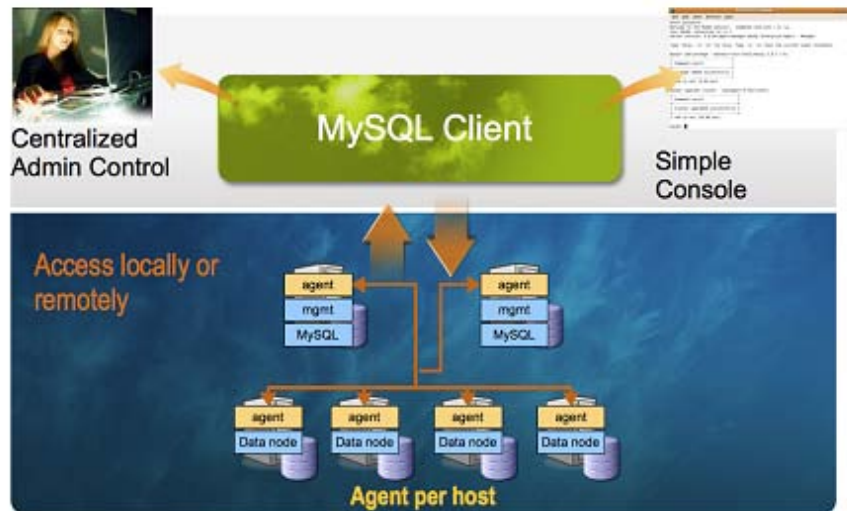 MySQL Client
Centralized
Admin Control
Simple
Console
Access locally or
remotely
agent
mgmt
MySQL
agent
mgmt
MySQL
agent
Data node
agent
Data node
agent
Data node
agent
Data node
Agent per host